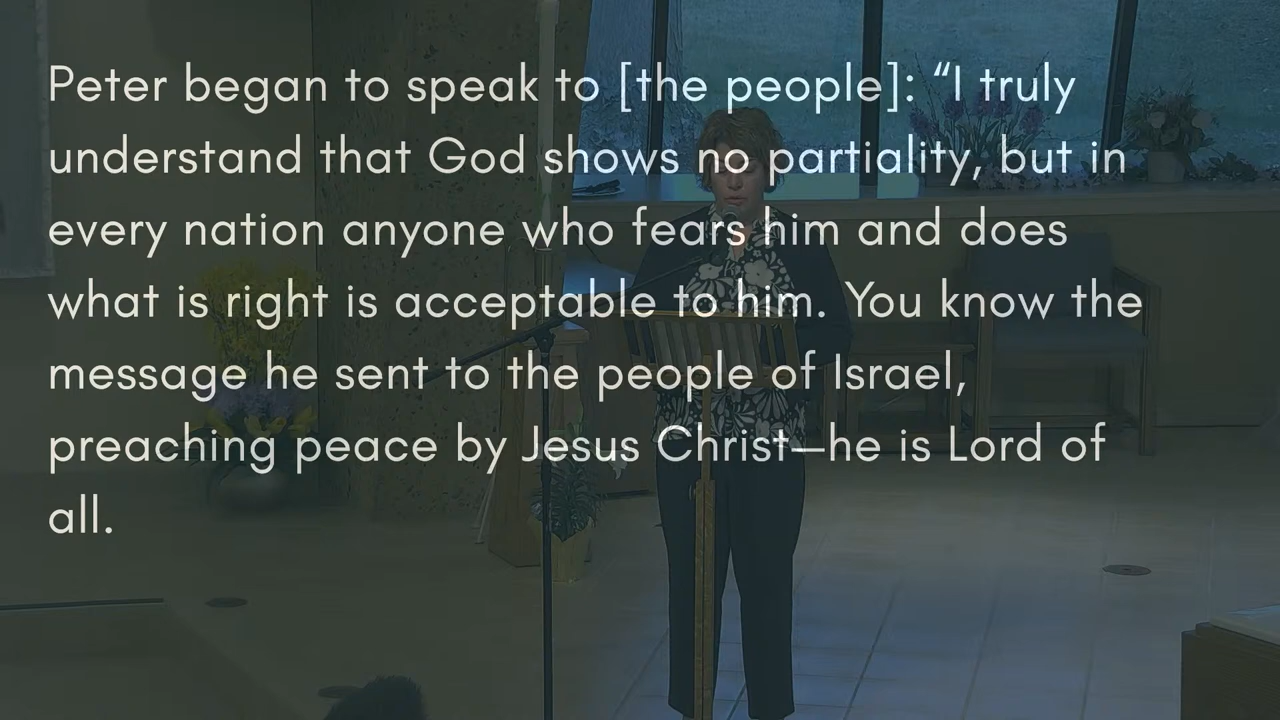 Peter began to speak to [the people]: “I truly
understand that God shows no partiality, but in
every nation anyone who fears him and does
what is right is acceptable to him. You know the
message he sent to the people of Israel,
preaching peace by Jesus Christ—he is Lord of
all.